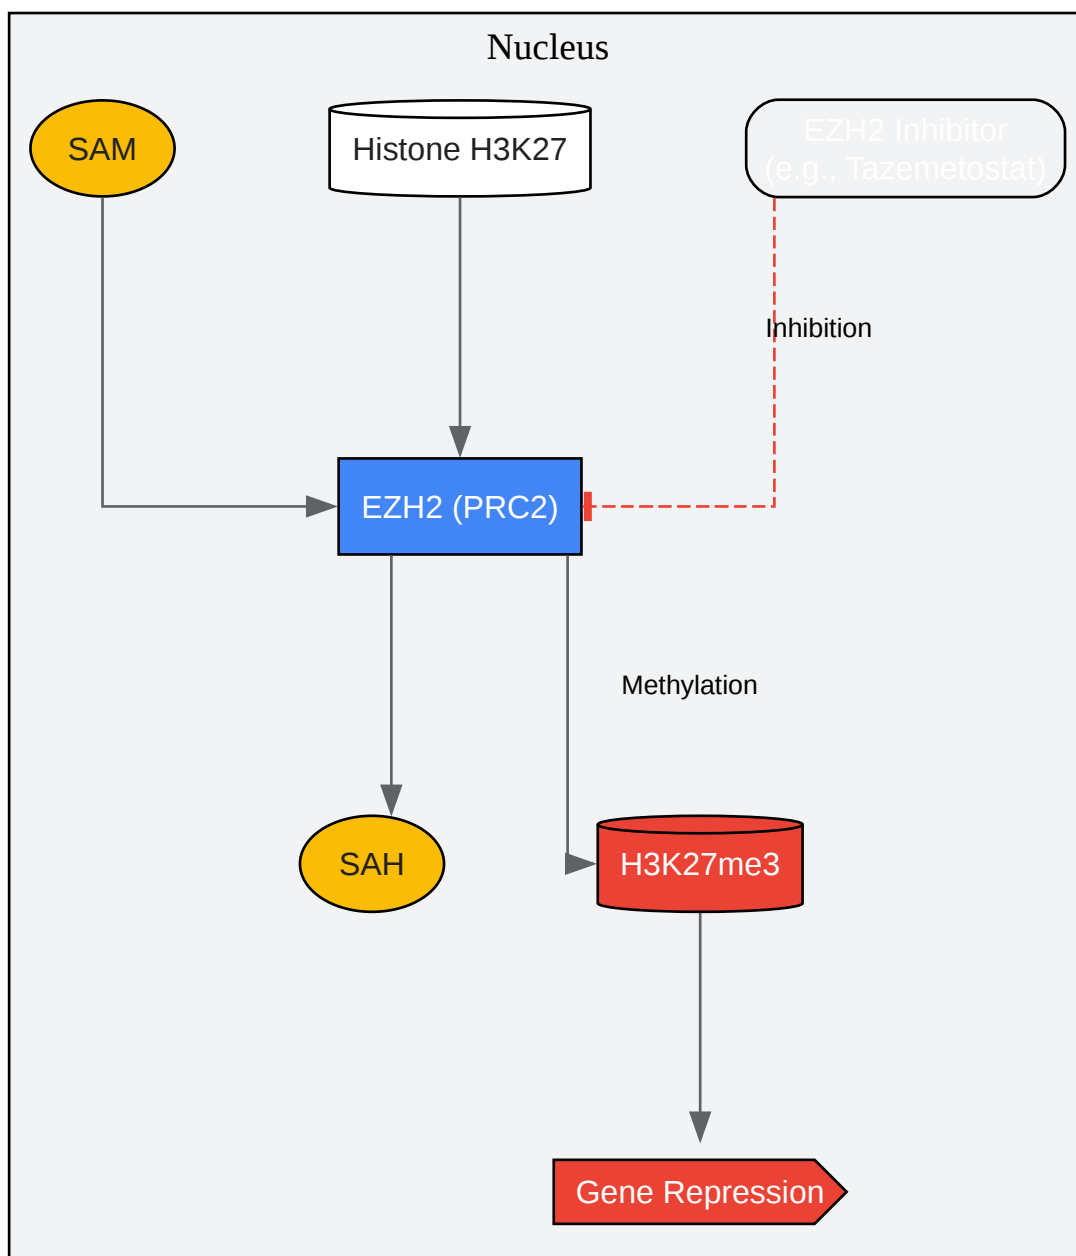 Nucleus
SAM
Histone H3K27
EZH2 Inhibitor
(e.g., Tazemetostat)
Inhibition
EZH2 (PRC2)
Methylation
SAH
H3K27me3
Gene Repression